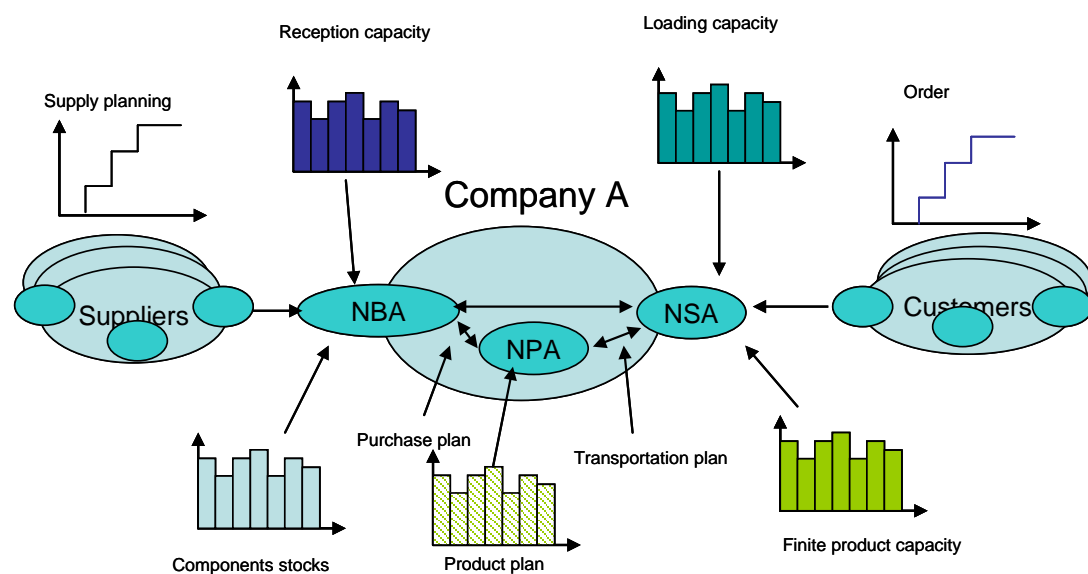 Reception capacity
Loading capacity
Supply planning
Order
Company A
Suppliers
NBA
NSA
Customers
NPA
Purchase plan
Transportation plan
Components stocks
Product plan
Finite product capacity